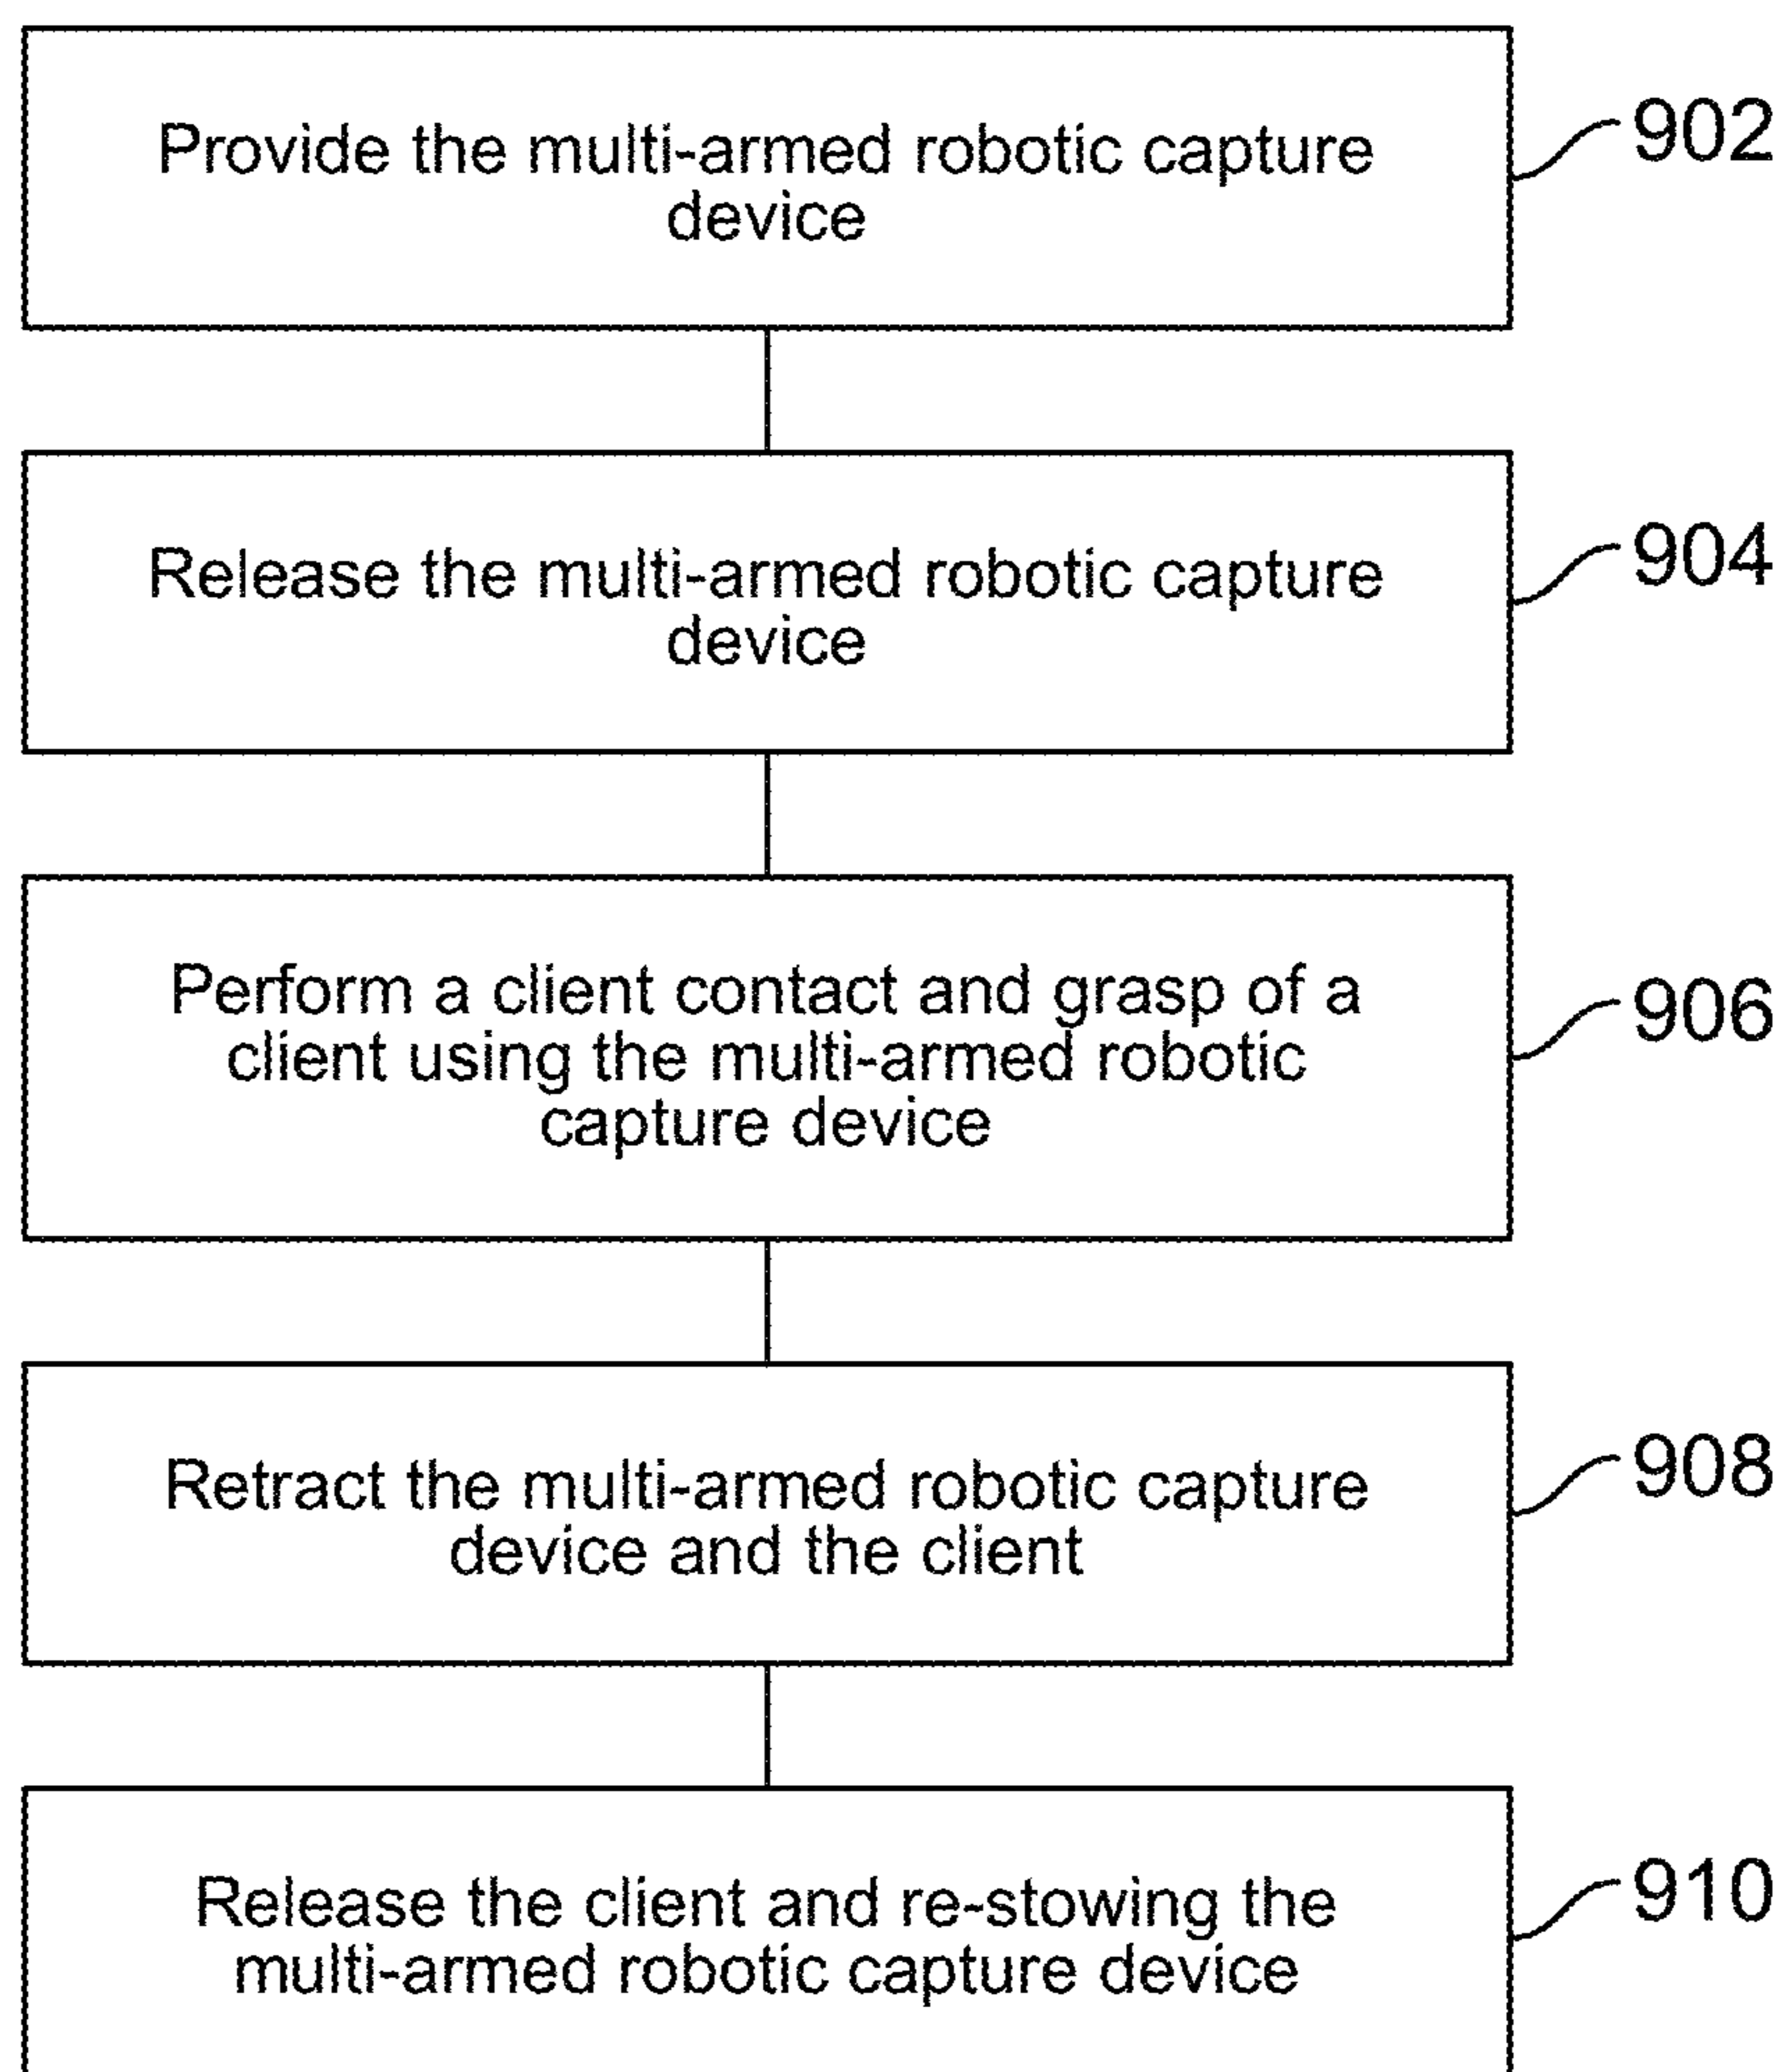 Provide the multi-armed robotic capture
device
902
Release the multi-armed robotic capture
device
904
Perform a client contact and grasp of a
client using the multi-armed robotic
capture device
906
Retract the multi-armed robotic capture
device and the client
908
Release the client and re-stowing the
multi-armed robotic capture device
910